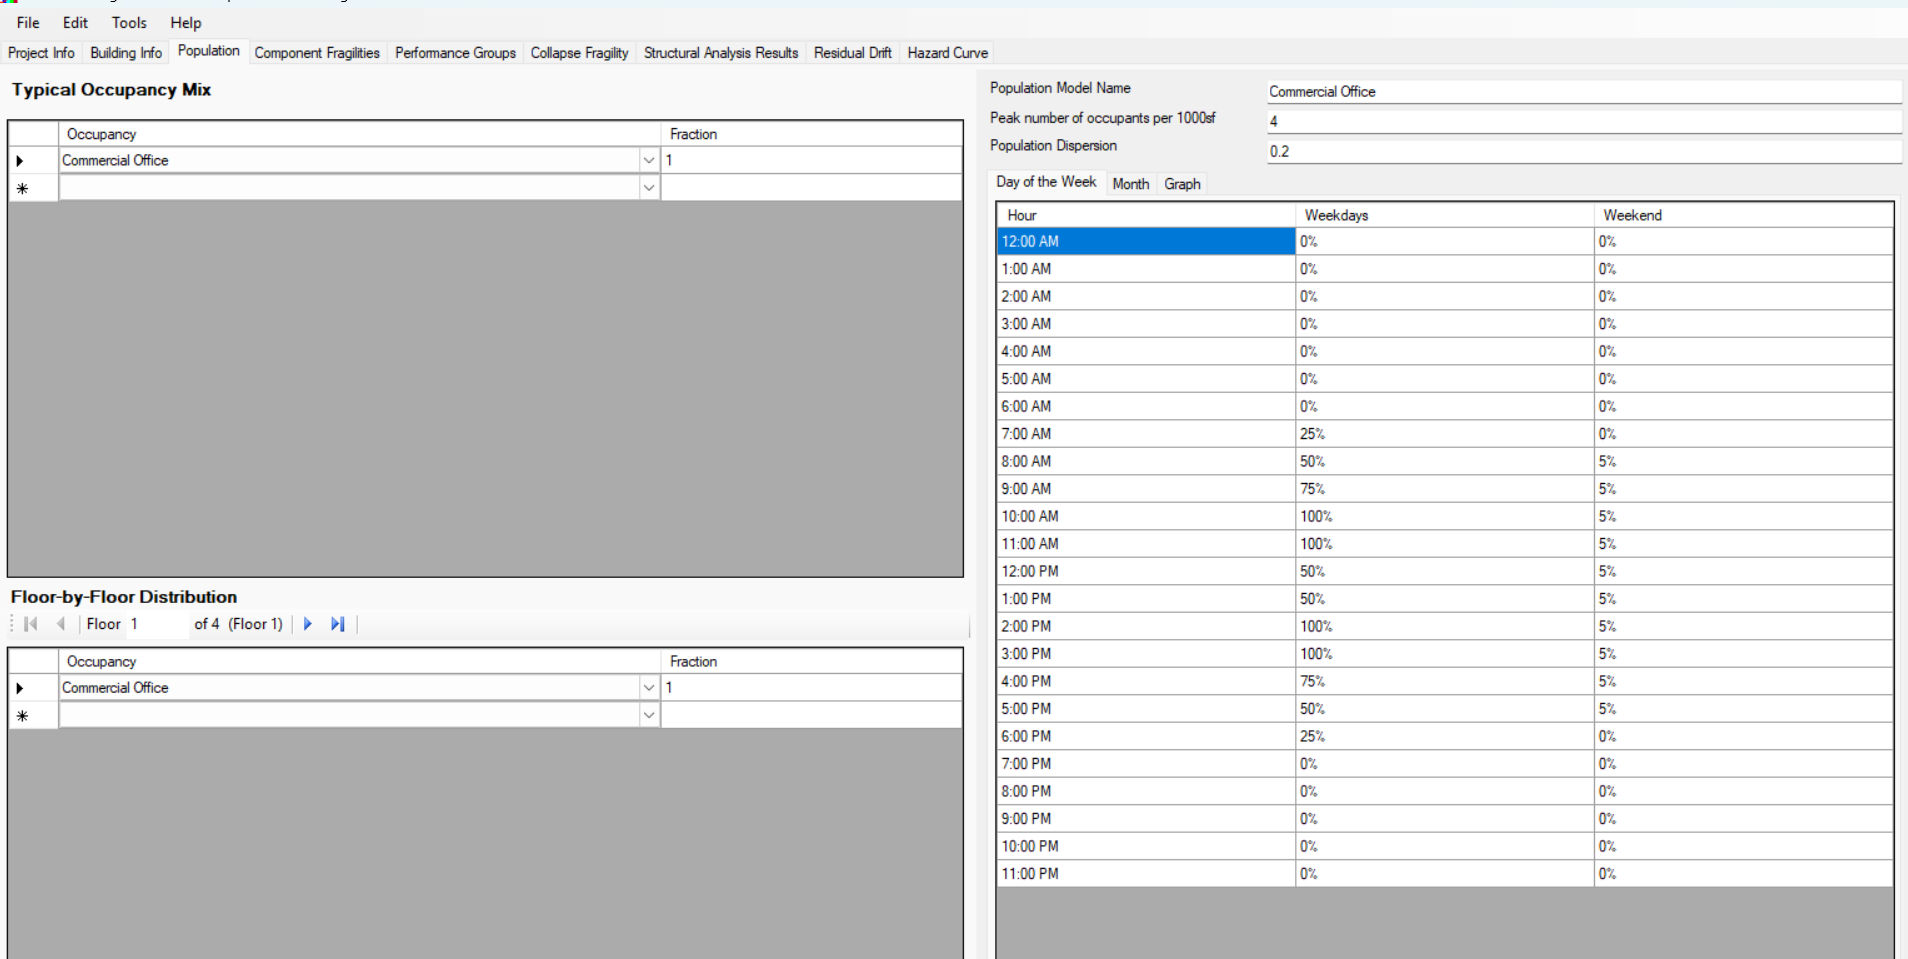 File Edit Tools Help
Project Info Building Info Population Component Fragilities Performance Groups Collapse Fragility Structural Analysis Results Residual Drift Hazard Curve
Typical Occupancy Mix
Occupancy Fraction
Commercial Office 1
Floor-by-Floor Distribution
Floor 1 of 4 (Floor 1)
Occupancy Fraction
Commercial Office 1
Population Model Name Commercial Office
Peak number of occupants per 1000sf 4
Population Dispersion 0.2
Day of the Week Month Graph
Hour Weekdays Weekend
12:00 AM 0% 0%
1:00 AM 0% 0%
2:00 AM 0% 0%
3:00 AM 0% 0%
4:00 AM 0% 0%
5:00 AM 0% 0%
6:00 AM 0% 0%
7:00 AM 25% 0%
8:00 AM 50% 5%
9:00 AM 75% 5%
10:00 AM 100% 5%
11:00 AM 100% 5%
12:00 PM 50% 5%
1:00 PM 50% 5%
2:00 PM 100% 5%
3:00 PM 100% 5%
4:00 PM 75% 5%
5:00 PM 50% 5%
6:00 PM 25% 0%
7:00 PM 0% 0%
8:00 PM 0% 0%
9:00 PM 0% 0%
10:00 PM 0% 0%
11:00 PM 0% 0%